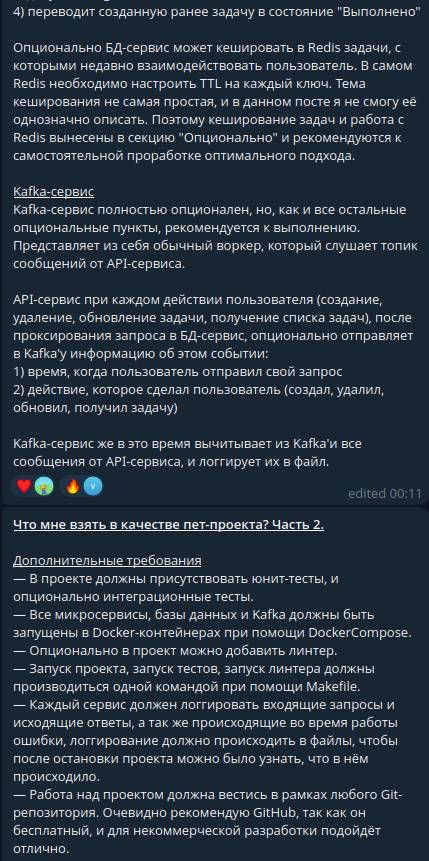 4) переводит созданную ранее задачу в состояние "Выполнено"
Опционально БД-сервис может кешировать в Redis задачи, с
которыми недавно взаимодействовать пользователь. В самом
Redis необходимо настроить TTL на каждый ключ. Тема
кеширования не самая простая, и в данном посте я не смогу её
однозначно описать. Поэтому кеширование задач и работа с
Redis вынесены в секцию "Опционально" и рекомендуются к
самостоятельной проработке оптимального подхода.
Kafka-сервис
Kafka-сервис полностью опционален, но, как и все остальные
опциональные пункты, рекомендуется к выполнению.
Представляет из себя обычный воркер, который слушает топик
сообщений от API-сервиса.
API-сервис при каждом действии пользователя (создание,
удаление, обновление задачи, получение списка задач), после
проксирования запроса в БД-сервис, опционально отправляет
в Kafka'у информацию об этом событии:
1) время, когда пользователь отправил свой запрос
2) действие, которое сделал пользователь (создал, удалил,
обновил, получил задачу)
Kafka-сервис же в это время вычитывает из Kafka'и все
сообщения от API-сервиса, и логгирует их в файл.
edited 00:11
Что мне взять в качестве пет-проекта? Часть 2.
Дополнительные требования
— В проекте должны присутствовать юнит-тесты, и
опционально интеграционные тесты.
— Все микросервисы, базы данных и Kafka должны быть
запущены в Docker-контейнерах при помощи DockerCompose.
— Опционально в проект можно добавить линтер.
— Запуск проекта, запуск тестов, запуск линтера должны
производиться одной командой при помощи Makefile.
— Каждый сервис должен логгировать входящие запросы и
исходящие ответы, а так же происходящие во время работы
ошибки, логгирование должно происходить в файлы, чтобы
после остановки проекта можно было узнать, что в нём
происходило.
— Работа над проектом должна вестись в рамках любого Git-
репозитория. Очевидно рекомендую GitHub, так как он
бесплатный, и для некоммерческой разработки подойдёт
отлично.